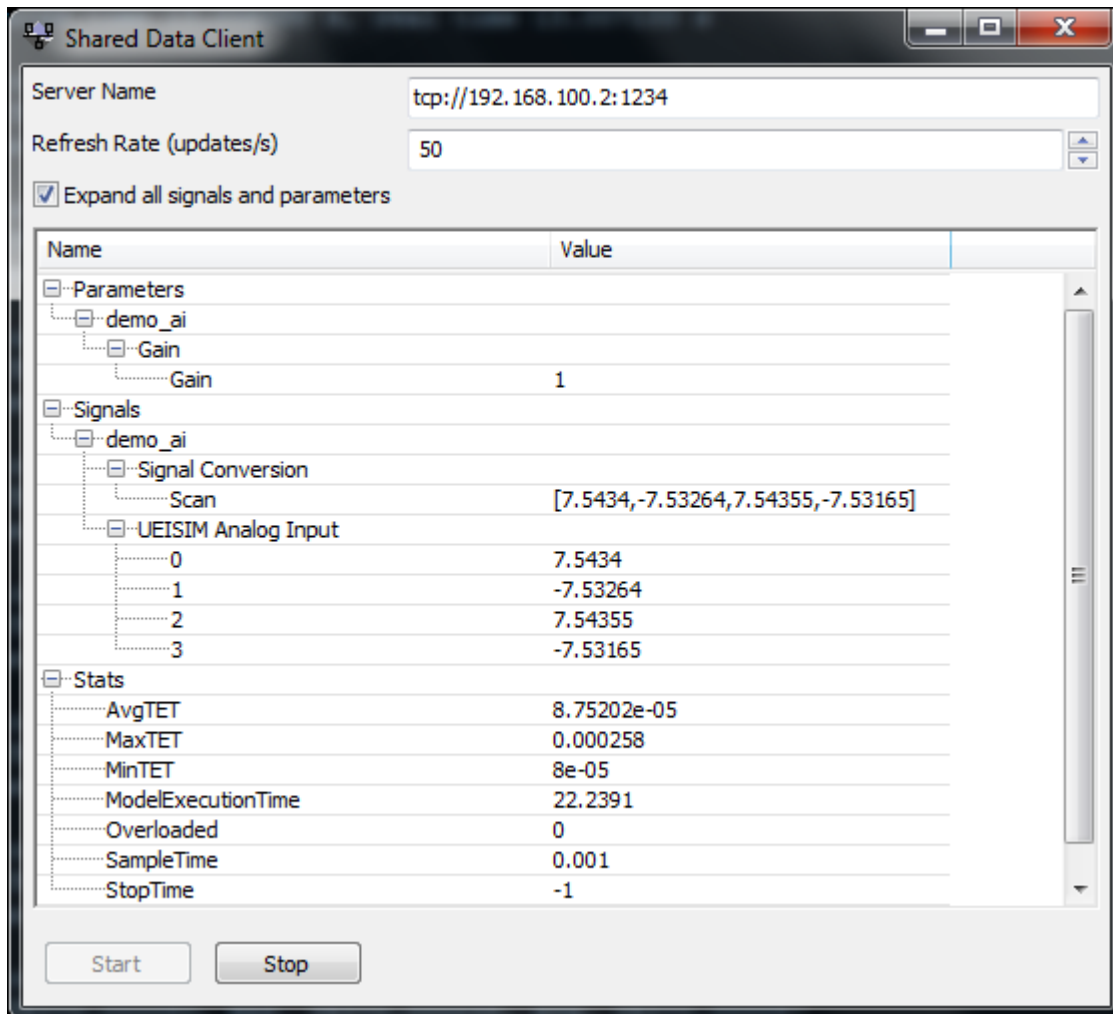 Shared Data Client
Server Name tcp://192.168.100.2:1234
Refresh Rate (updates/s) 50
Expand all signals and parameters
Name Value
Parameters
demo_ai
Gain
Gain 1
Signals
demo_ai
Signal Conversion
Scan [7.5434,-7.53264,7.54355,-7.53165]
UEISIM Analog Input
0 7.5434
1 -7.53264
2 7.54355
3 -7.53165
Stats
AvgTET 8.75202e-05
MaxTET 0.000258
MinTET 8e-05
ModelExecutionTime 22.2391
Overloaded 0
SampleTime 0.001
StopTime -1
Start Stop